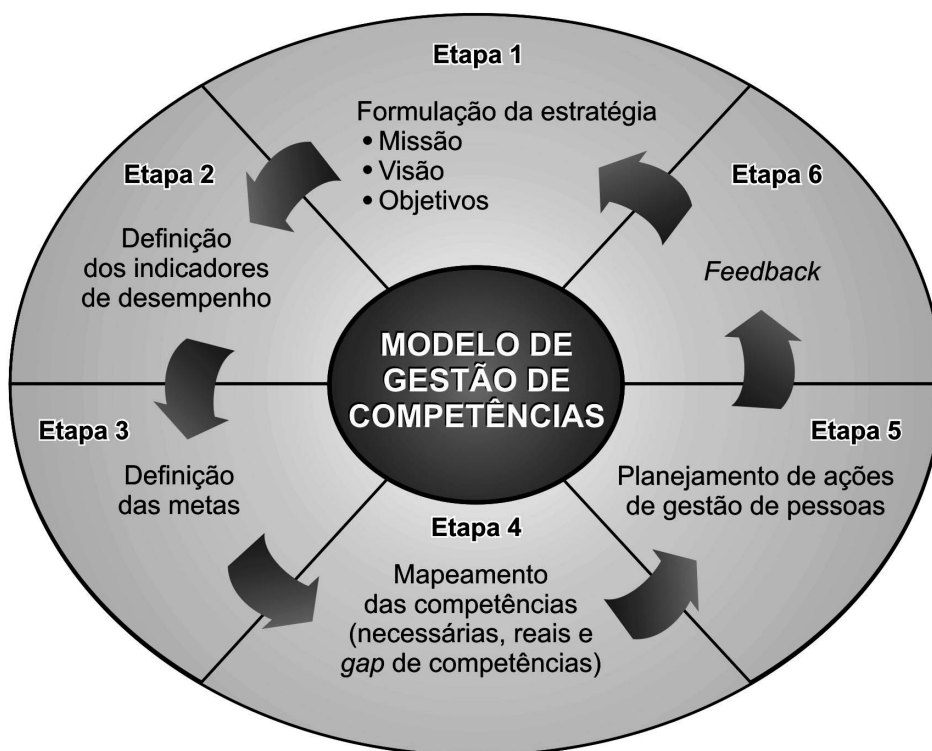 Etapa 1
Formulação da estratégia
• Missão
• Visão
• Objetivos
Etapa 2
Definição
dos indicadores
de desempenho
Etapa 3
Definição
das metas
Etapa 4
Mapeamento
das competências
(necessárias, reais e
gap de competências)
Etapa 5
Planejamento de ações
de gestão de pessoas
Etapa 6
Feedback
MODELO DE
GESTÃO DE
COMPETÊNCIAS